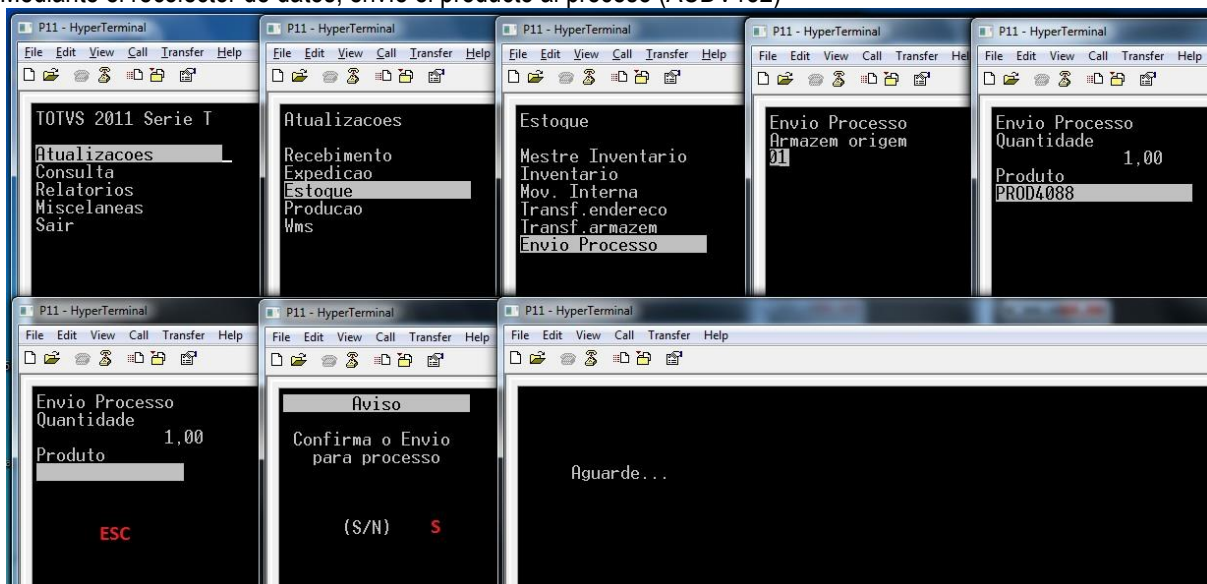 Mediante el recolector de datos, envíe el producto al proceso (ACDV462)
P11 - HyperTerminal
File Edit View Call Transfer Help
TOTVS 2011 Serie T
Atualizacoes
Consulta
Relatorios
Miscelaneas
Sair
P11 - HyperTerminal
File Edit View Call Transfer Help
Atualizacoes
Recebimento
Expedicao
Estoque
Producao
Wms
P11 - HyperTerminal
File Edit View Call Transfer Help
Estoque
Mestre Inventario
Inventario
Mov. Interna
Transf.endereco
Transf.armazem
Envio Processo
P11 - HyperTerminal
File Edit View Call Transfer Hel
Envio Processo
Armazem origem
01
P11 - HyperTerminal
File Edit View Call Transfer Help
Envio Processo
Quantidade
1,00
Produto
PROD4088
P11 - HyperTerminal
File Edit View Call Transfer Help
Envio Processo
Quantidade
1,00
Produto
ESC
P11 - HyperTerminal
File Edit View Call Transfer Help
Aviso
Confirma o Envio
para processo
(S/N) S
P11 - HyperTerminal
File Edit View Call Transfer Help
Aguarde...